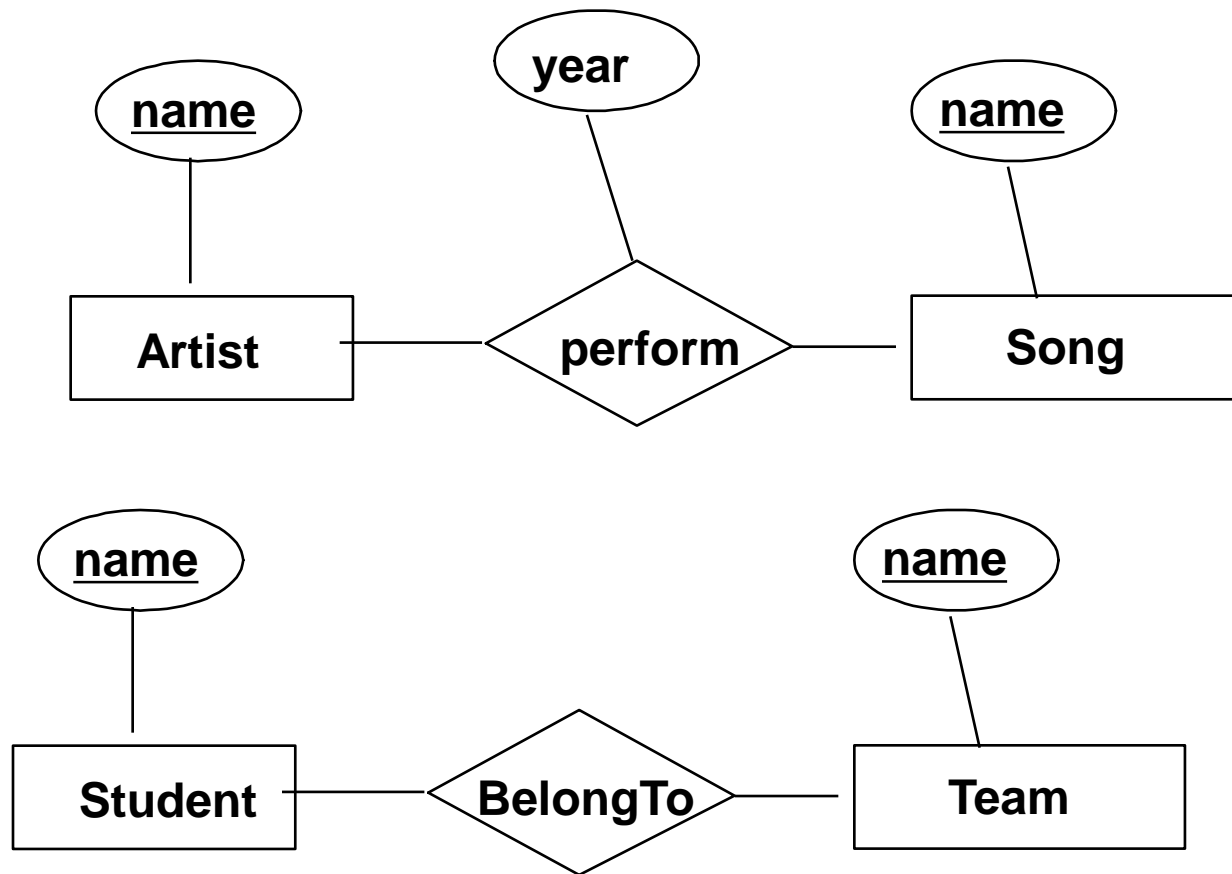 year
name
name
Artist
perform
Song
name
name
Student
BelongTo
Team